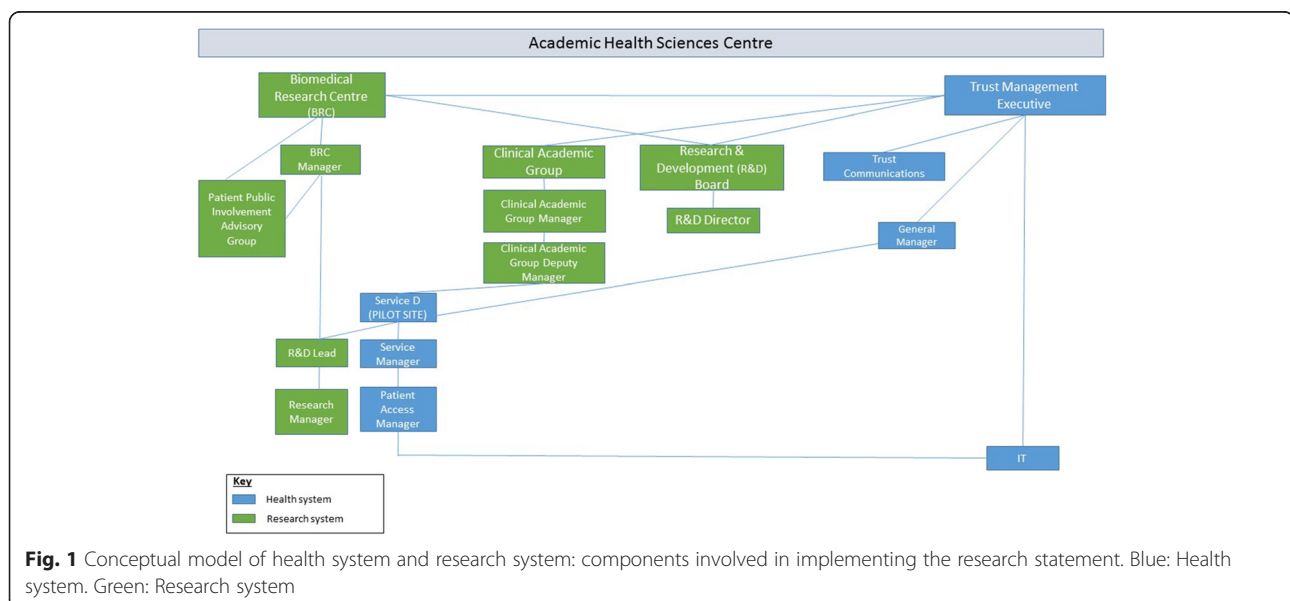 Academic Health Sciences Centre
Biomedical
Research Centre
(BRC)
Trust Management
Executive
BRC
Manager
Clinical Academic
Group
Research &
Development (R&D)
Board
Trust
Communications
Patient Public
Involvement
Advisory
Group
Clinical Academic
Group Manager
R&D Director
General
Manager
Clinical Academic
Group Deputy
Manager
Service D
(PILOT SITE)
R&D Lead
Service
Manager
Research
Manager
Patient
Access
Manager
IT
Key
Health system
Research system
Fig. 1 Conceptual model of health system and research system: components involved in implementing the research statement. Blue: Health
system. Green: Research system